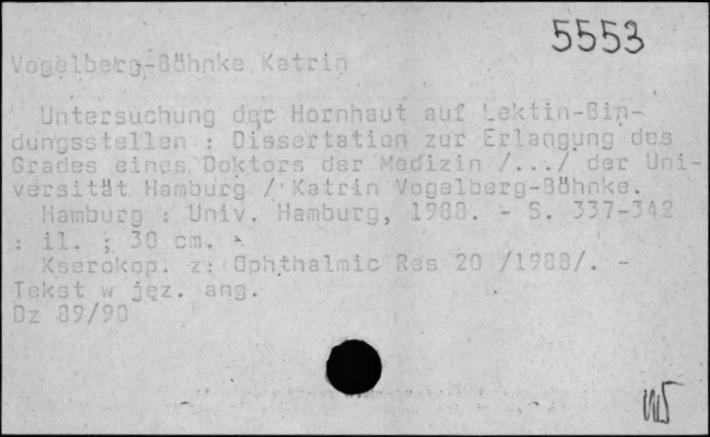 5553
Vogelberg-Böhnke Katrin
Untersuchung der Hornhaut auf Lektin-Bin-
dungsstellen : Dissertation zur Erlangung des
Grades eines Doktors der Medizin /.../ der Uni-
versität Hamburg / Katrin Vogelberg-Böhnke.
Hamburg : Univ. Hamburg, 1988. - S. 337-342
: il. ; 30 cm.
Kserokop. z: Ophthalmic Res 20 /1988/. -
Tekst w jęz. ang.
Dz 89/90